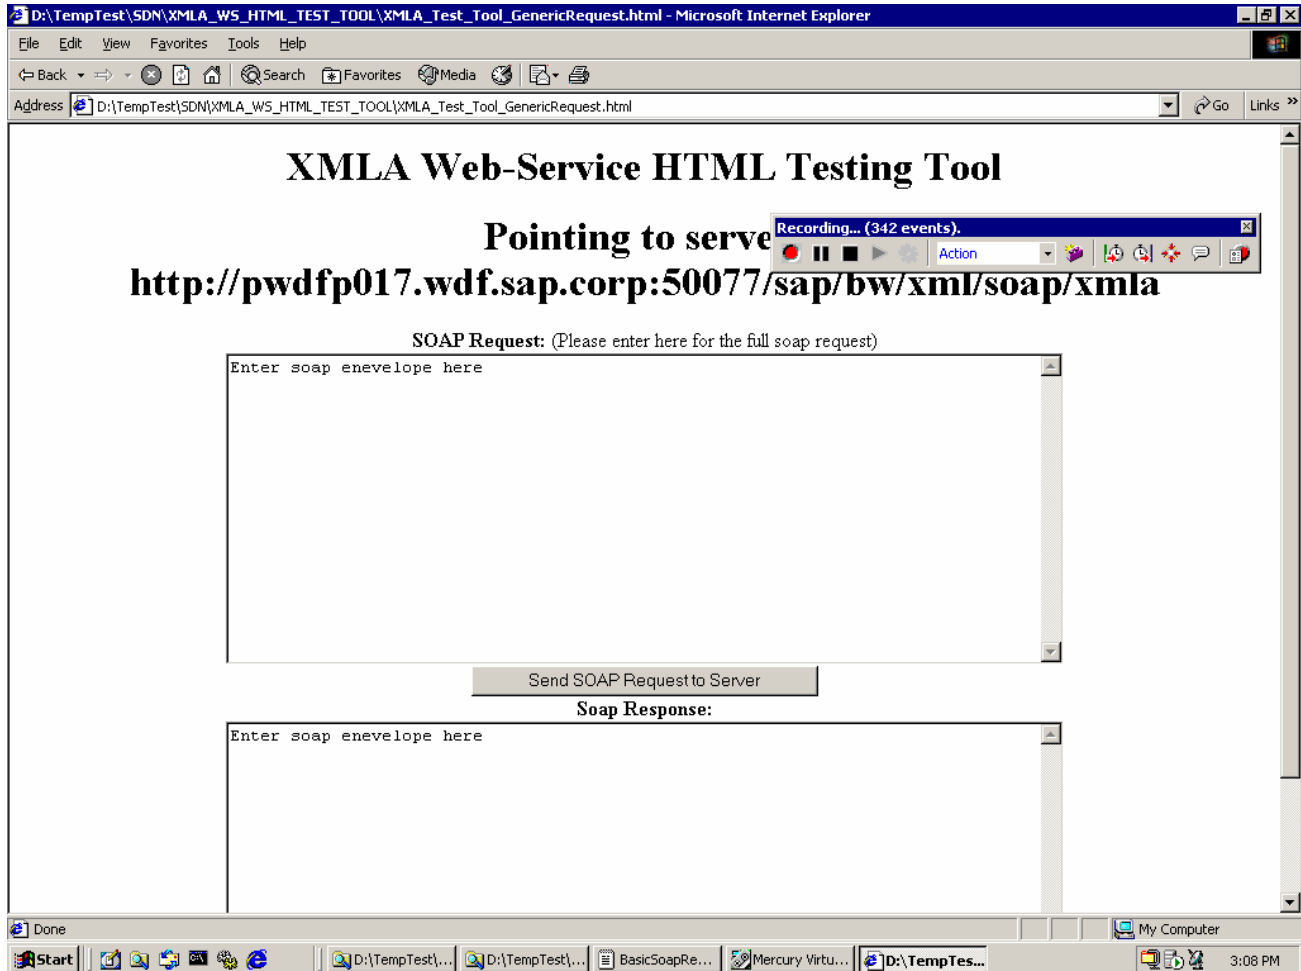 D:\TempTest\SDN\XMLA_WS_HTML_TEST_TOOL\XMLA_Test_Tool_GenericRequest.html - Microsoft Internet Explorer
File Edit View Favorites Tools Help
Back Search Favorites Media
Address D:\TempTest\SDN\XMLA_WS_HTML_TEST_TOOL\XMLA_Test_Tool_GenericRequest.html Go Links »
XMLA Web-Service HTML Testing Tool
Pointing to serve
Recording... (342 events).
Action
http://pwdfp017.wdf.sap.corp:50077/sap/bw/xml/soap/xmla
SOAP Request: (Please enter here for the full soap request)
Enter soap enevelope here
Send SOAP Request to Server
Soap Response:
Enter soap enevelope here
Done My Computer
Start D:\TempTest\... D:\TempTest\... BasicSoapRe... Mercury Virtu... D:\TempTes... 3:08 PM